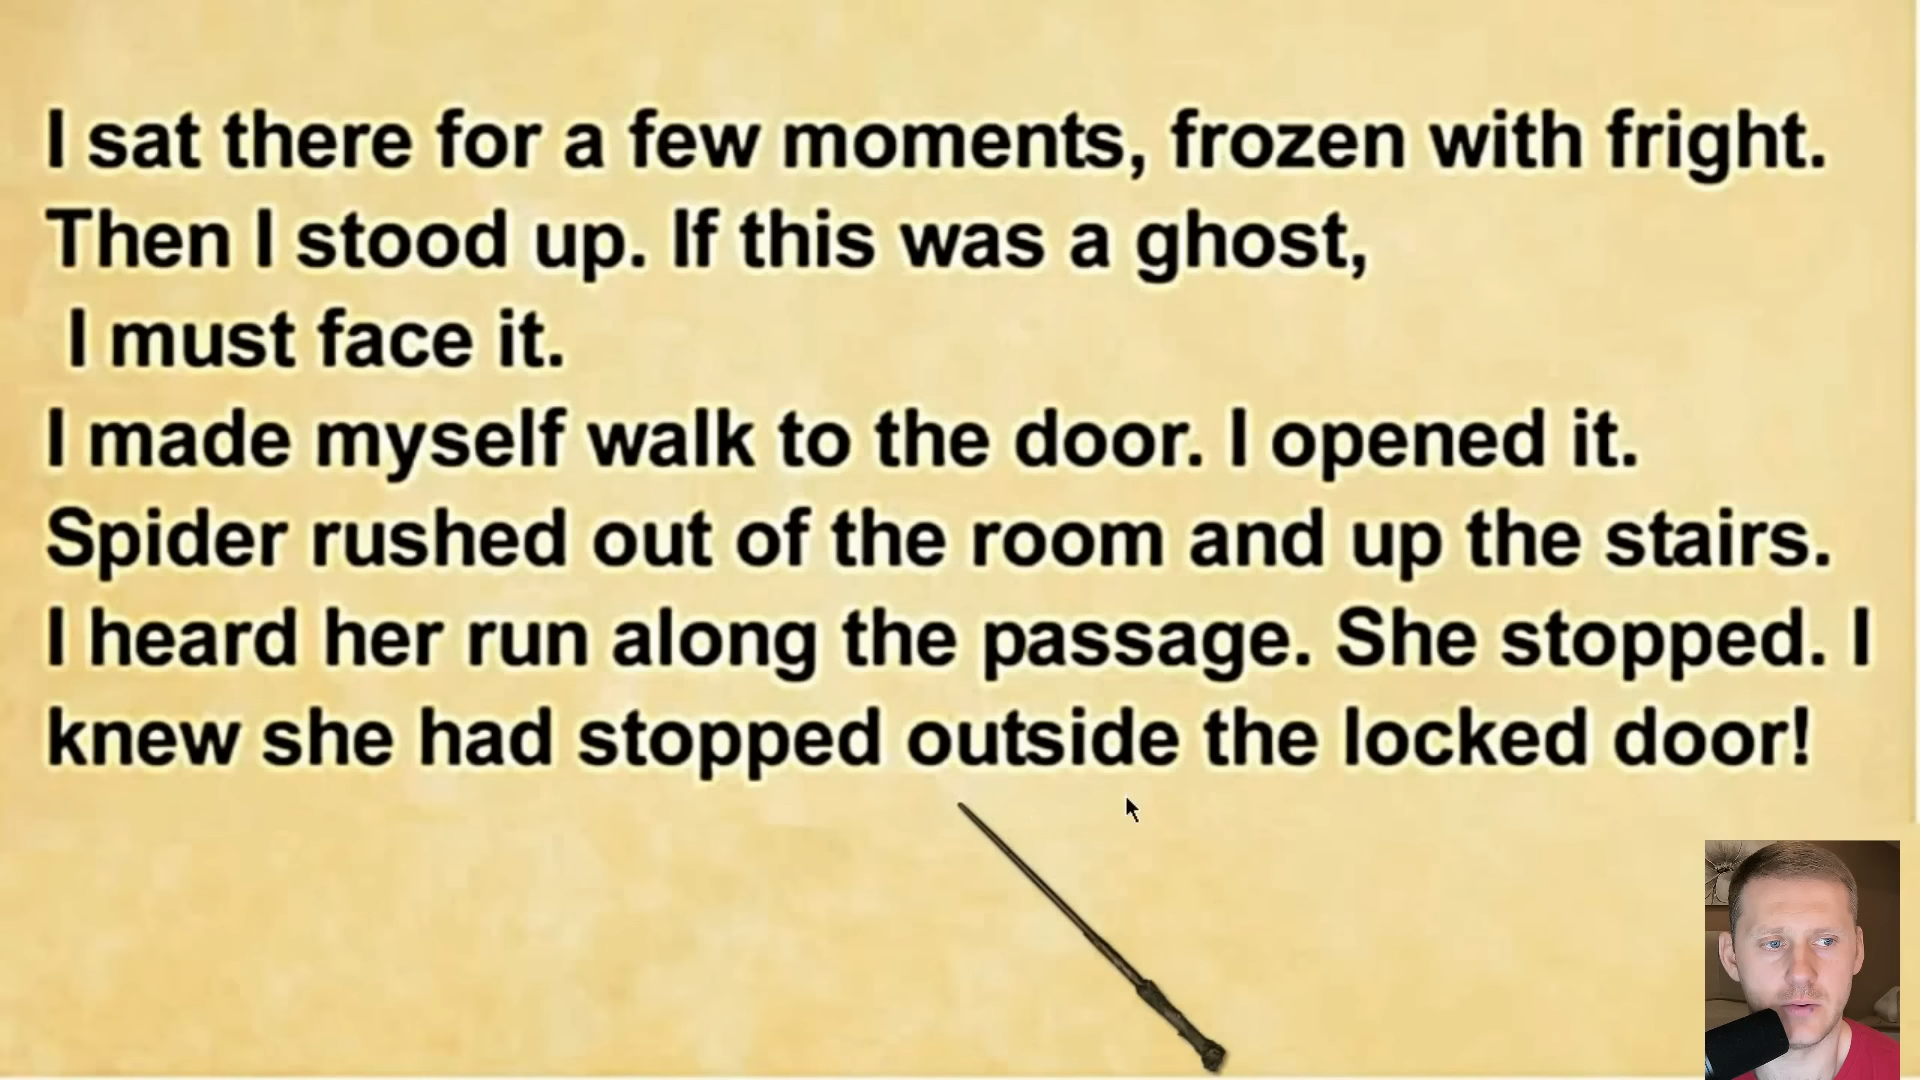 I sat there for a few moments, frozen with fright.
Then I stood up. If this was a ghost,
I must face it.
I made myself walk to the door. I opened it.
Spider rushed out of the room and up the stairs.
I heard her run along the passage. She stopped. I
knew she had stopped outside the locked door!